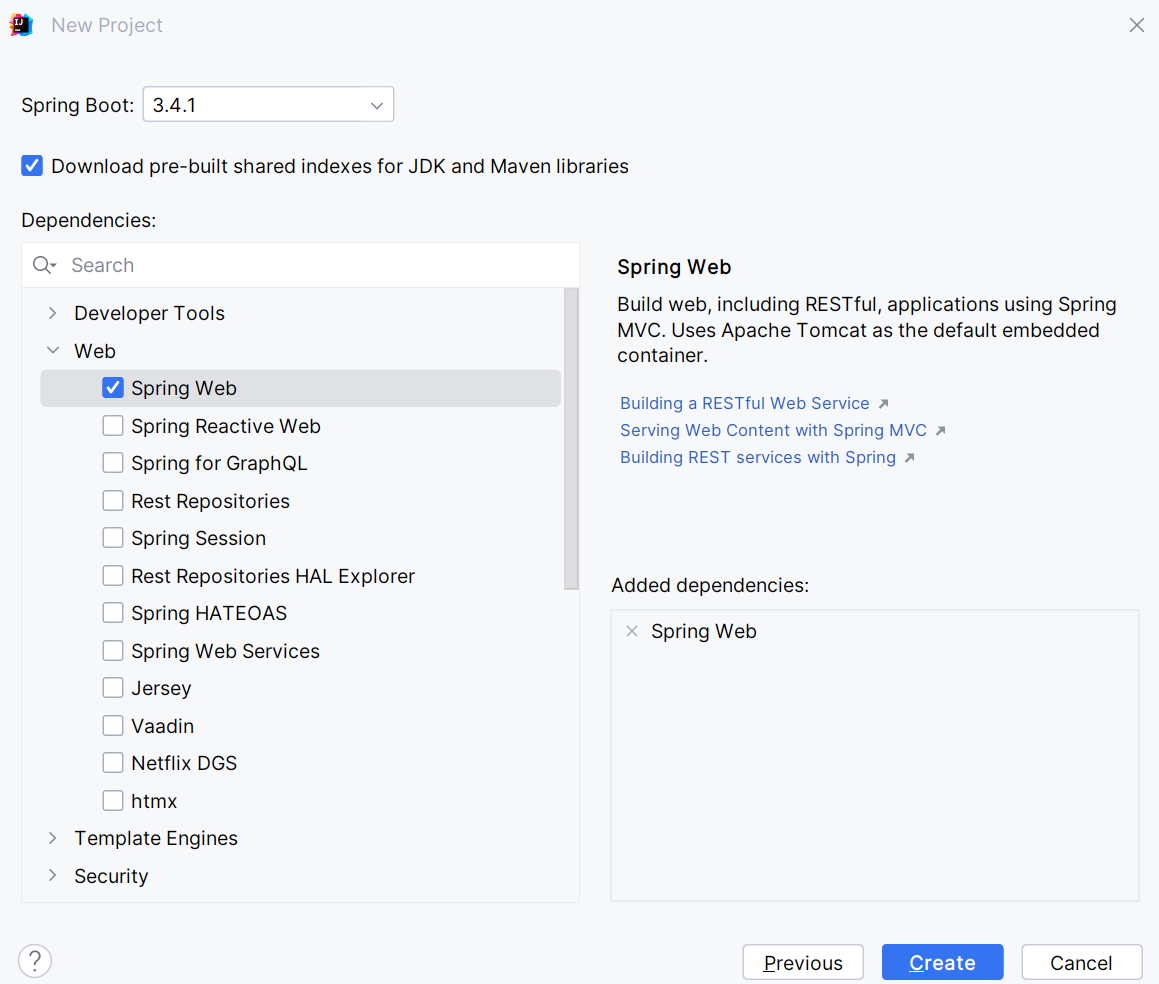 New Project
Spring Boot: 3.4.1
Download pre-built shared indexes for JDK and Maven libraries
Dependencies:
Search
Developer Tools
Web
Spring Web
Spring Reactive Web
Spring for GraphQL
Rest Repositories
Spring Session
Rest Repositories HAL Explorer
Spring HATEOAS
Spring Web Services
Jersey
Vaadin
Netflix DGS
htmx
Template Engines
Security
Spring Web
Build web, including RESTful, applications using Spring
MVC. Uses Apache Tomcat as the default embedded
container.
Building a RESTful Web Service
Serving Web Content with Spring MVC
Building REST services with Spring
Added dependencies:
Spring Web
?
Previous
Create
Cancel